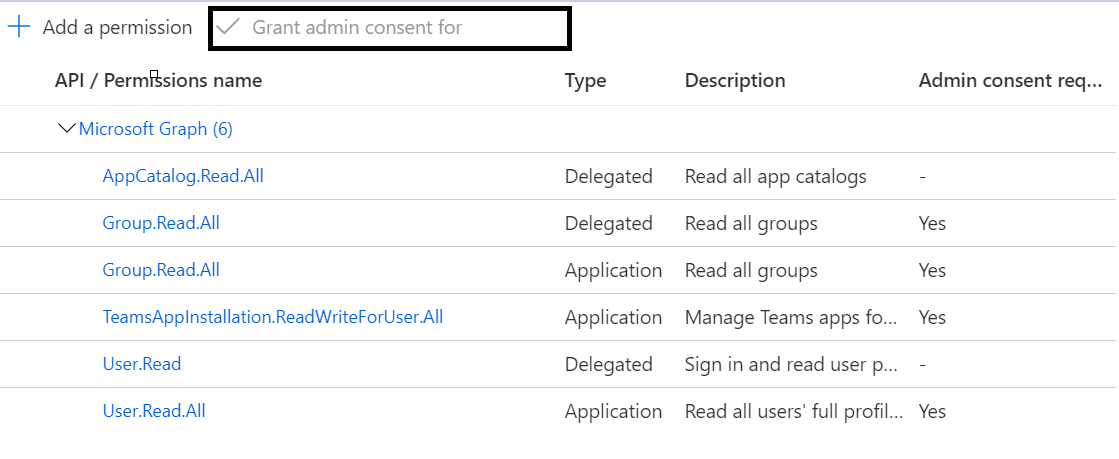 Add a permission Grant admin consent for
API / Permissions name Type Description Admin consent req...
Microsoft Graph (6)
AppCatalog.Read.All Delegated Read all app catalogs -
Group.Read.All Delegated Read all groups Yes
Group.Read.All Application Read all groups Yes
TeamsAppInstallation.ReadWriteForUser.All Application Manage Teams apps fo... Yes
User.Read Delegated Sign in and read user p... -
User.Read.All Application Read all users' full profil... Yes